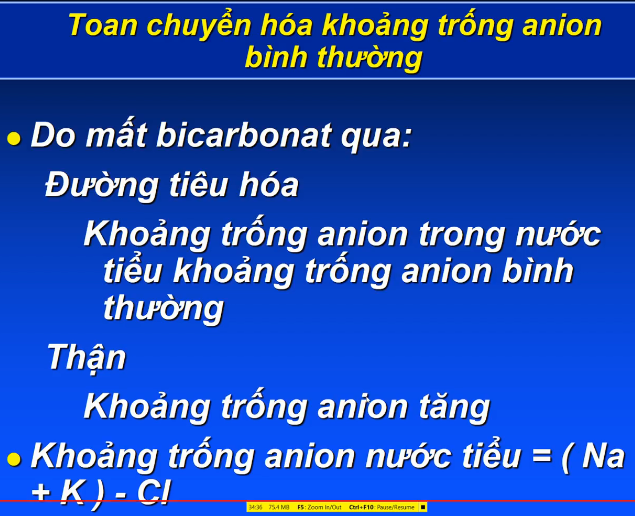 Toan chuyển hóa khoảng trống anion
bình thường
Do mất bicarbonat qua:
Đường tiêu hóa
Khoảng trống anion trong nước
tiểu khoảng trống anion bình
thường
Thận
Khoảng trống anion tăng
Khoảng trống anion nước tiểu = ( Na
+ K ) - Cl
34:36 75.4 MB F5: Zoom In/Out Ctrl+F10: Pause/Resume